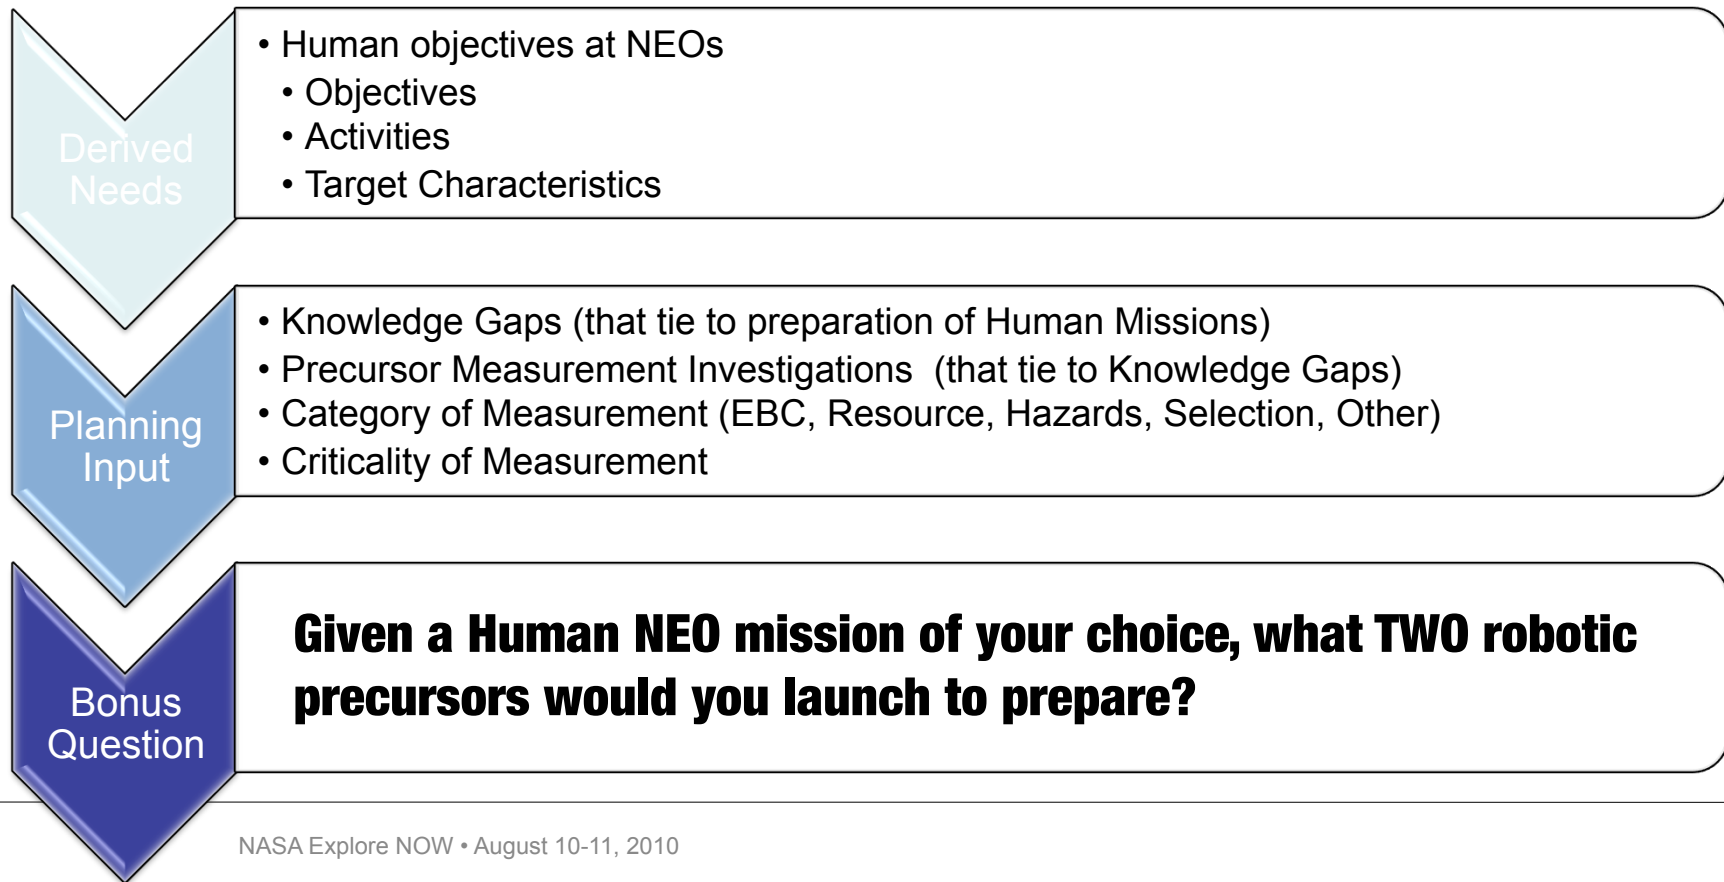 Derived
Needs
• Human objectives at NEOs
• Objectives
• Activities
• Target Characteristics
Planning
Input
• Knowledge Gaps (that tie to preparation of Human Missions)
• Precursor Measurement Investigations (that tie to Knowledge Gaps)
• Category of Measurement (EBC, Resource, Hazards, Selection, Other)
• Criticality of Measurement
Bonus
Question
Given a Human NEO mission of your choice, what TWO robotic
precursors would you launch to prepare?
NASA Explore NOW • August 10-11, 2010